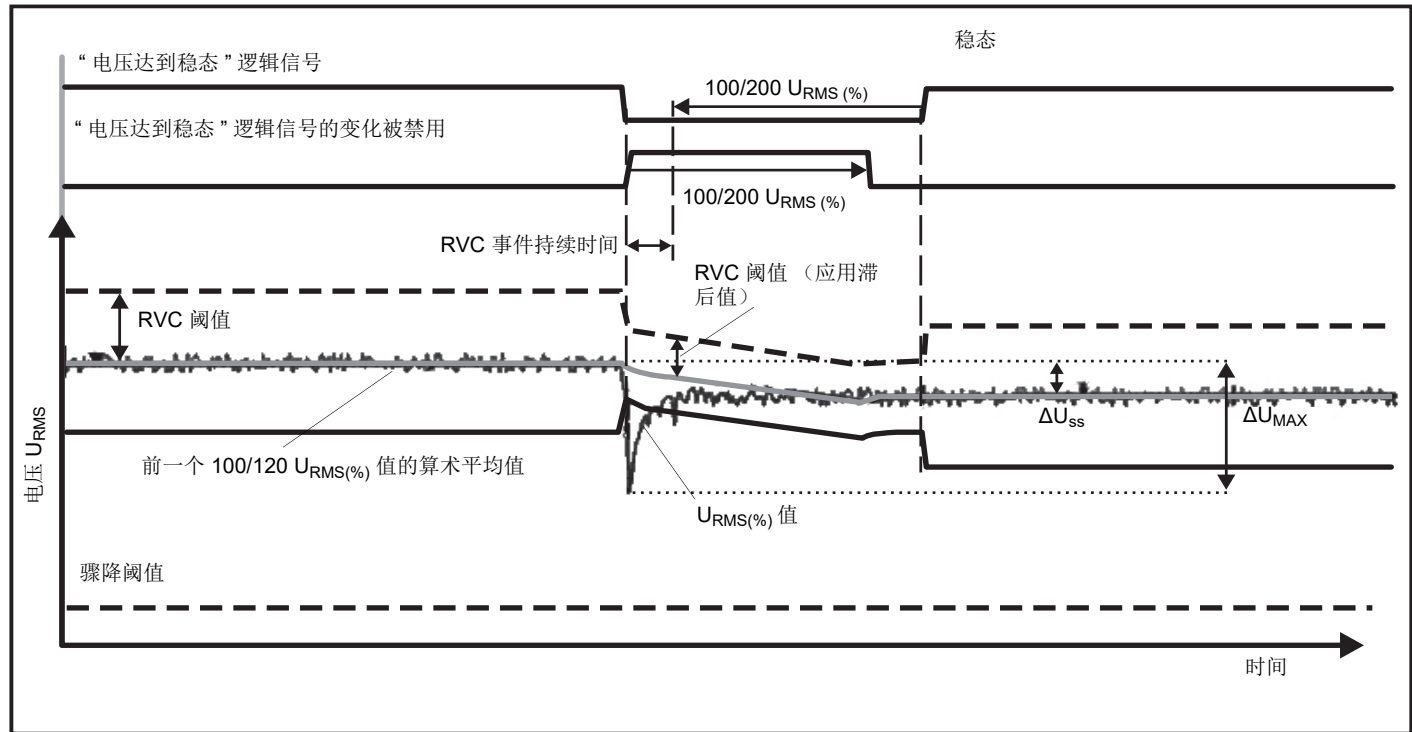 稳态
“ 电压达到稳态 ” 逻辑信号
100/200 URMS (%)
“ 电压达到稳态 ” 逻辑信号的变化被禁用
100/200 URMS (%)
RVC 事件持续时间
RVC 阈值 （应用滞
后值）
RVC 阈值
ΔUss
ΔUMAX
前一个 100/120 URMS(%) 值的算术平均值
URMS(%) 值
电压 URMS
骤降阈值
时间